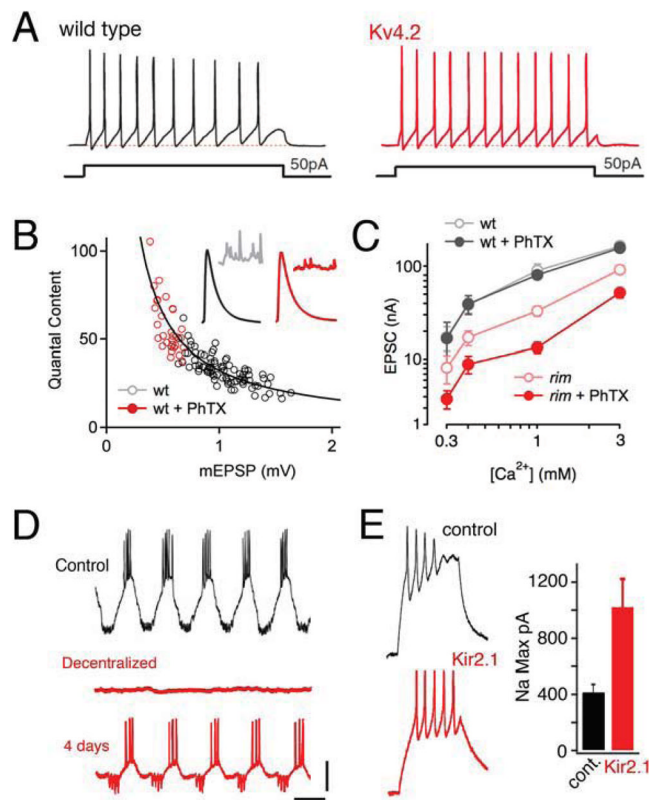 A
wild type
Kv4.2
50pA
50pA
B
100
50
0
Quantal Content
wt
wt + PhTX
0
1
2
mEPSP (mV)
C
wt
wt + PhTX
100
10
1
EPSC (nA)
rim
rim + PhTX
0.3
1
3
[Ca2+] (mM)
D
Control
Decentralized
4 days
E
control
Kir2.1
Na Max pA
1200
800
400
0
cont.
Kir2.1